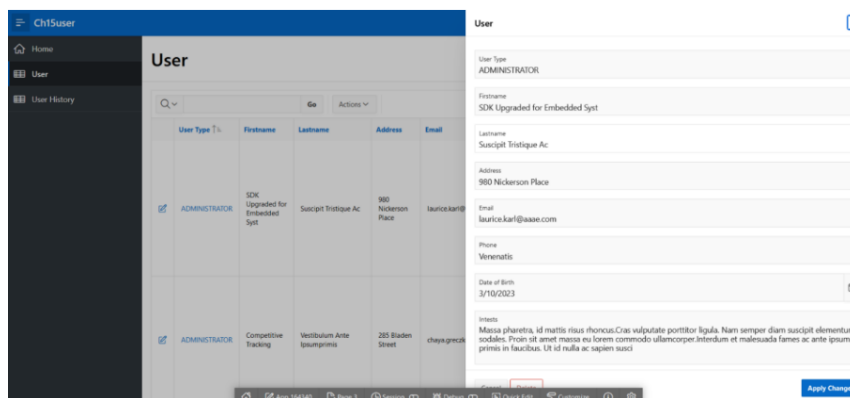 Ch15user
Home
User
User History
User
Go Actions
User Type Firstname Lastname Address Email
ADMINISTRATOR
SDK
Upgraded for
Embedded
Syst
Suscipit Tristique Ac
980
Nickerson
Place
laurice.karl@
ADMINISTRATOR
Competitive
Tracking
Vestibulum Ante
Ipsumprimis
285 Bladen
Street
User
User Type
ADMINISTRATOR
Firstname
SDK Upgraded for Embedded Syst
Lastname
Suscipit Tristique Ac
Address
980 Nickerson Place
Email
laurice.karl@aaae.com
Phone
Venenatis
Date of Birth
3/10/2023
Intests
Massa pharetra, id mattis risus rhoncus.Cras vulputate porttitor ligula. Nam semper diam suscipit elementum
sodales. Proin sit amet massa eu lorem commodo ullamcorper.Interdum et malesuada fames ac ante ipsum
primis in faucibus. Ut id nulla ac sapien susci
Cancel Delete
Apply Change
Page 3 Session Debug Quick Edit Customize